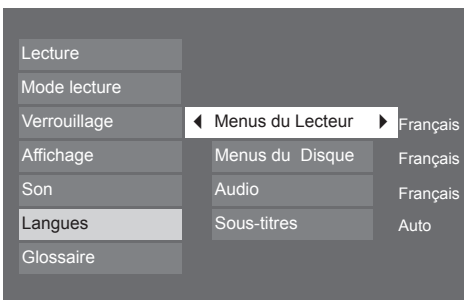 Lecture
Mode lecture
Verrouillage
Menus du Lecteur
Français
Affichage
Menus du Disque
Français
Son
Audio
Français
Langues
Sous-titres
Auto
Glossaire